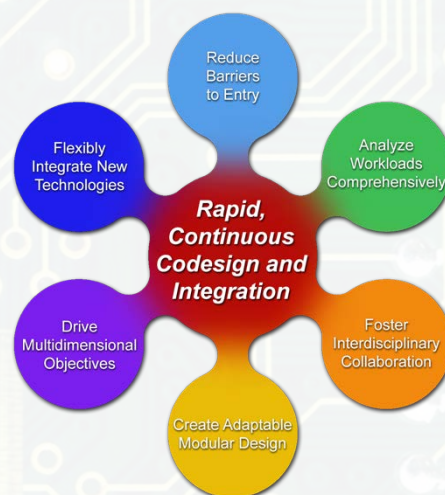 Reduce
Barriers
to Entry
Flexibly
Integrate New
Technologies
Analyze
Workloads
Comprehensively
Rapid,
Continuous
Codesign and
Integration
Drive
Multidimensional
Objectives
Foster
Interdisciplinary
Collaboration
Create Adaptable
Modular Design